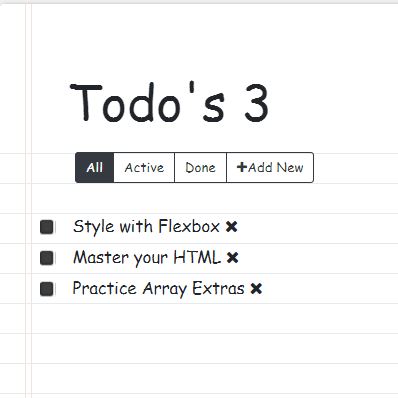 Todo's 3
All Active Done +Add New
Style with Flexbox ✖
Master your HTML ✖
Practice Array Extras ✖